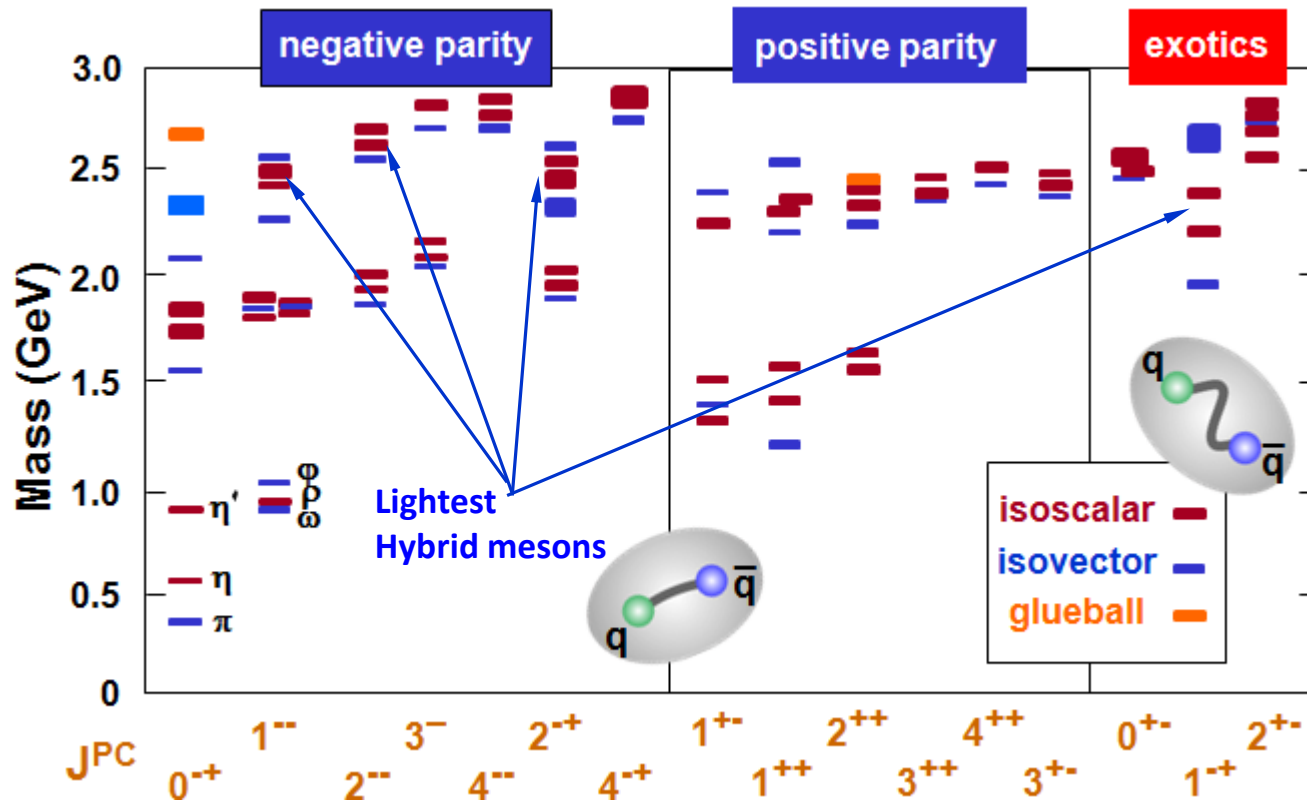 negative parity
positive parity
exotics
Mass (GeV)
3.0
2.5
2.0
1.5
1.0
0.5
0
η′
η
π
φ
ρ
ω
Lightest
Hybrid mesons
q
q̅
q
q̅
isoscalar
isovector
glueball
J^PC
0⁻⁺
1⁻⁻
2⁻⁻
3⁻
4⁻⁻
2⁻⁺
4⁻⁺
1⁺⁻
1⁺⁺
2⁺⁺
3⁺⁺
4⁺⁺
3⁺⁻
0⁺⁻
1⁻⁺
2⁺⁻